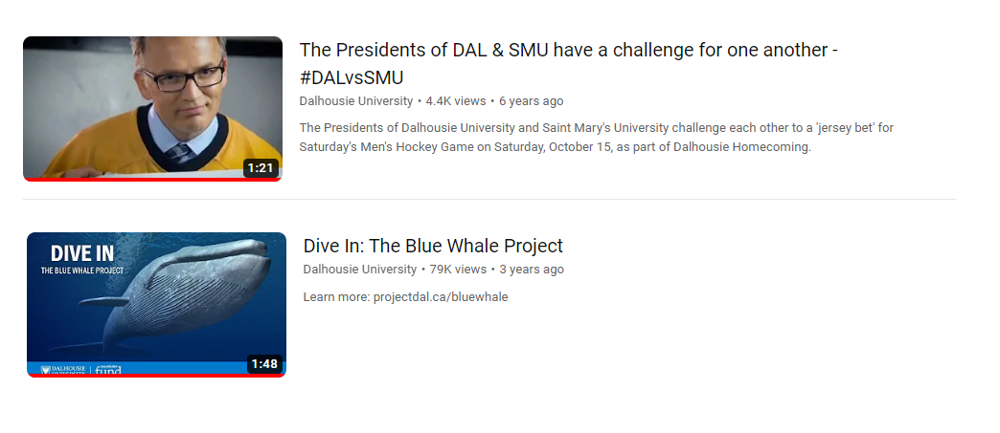 The Presidents of DAL & SMU have a challenge for one another -
#DALvsSMU
Dalhousie University • 4.4K views • 6 years ago
The Presidents of Dalhousie University and Saint Mary's University challenge each other to a 'jersey bet' for
Saturday's Men's Hockey Game on Saturday, October 15, as part of Dalhousie Homecoming.
1:21
DIVE IN
THE BLUE WHALE PROJECT
DALHOUSIE
UNIVERSITY
fund
1:48
Dive In: The Blue Whale Project
Dalhousie University • 79K views • 3 years ago
Learn more: projectdal.ca/bluewhale